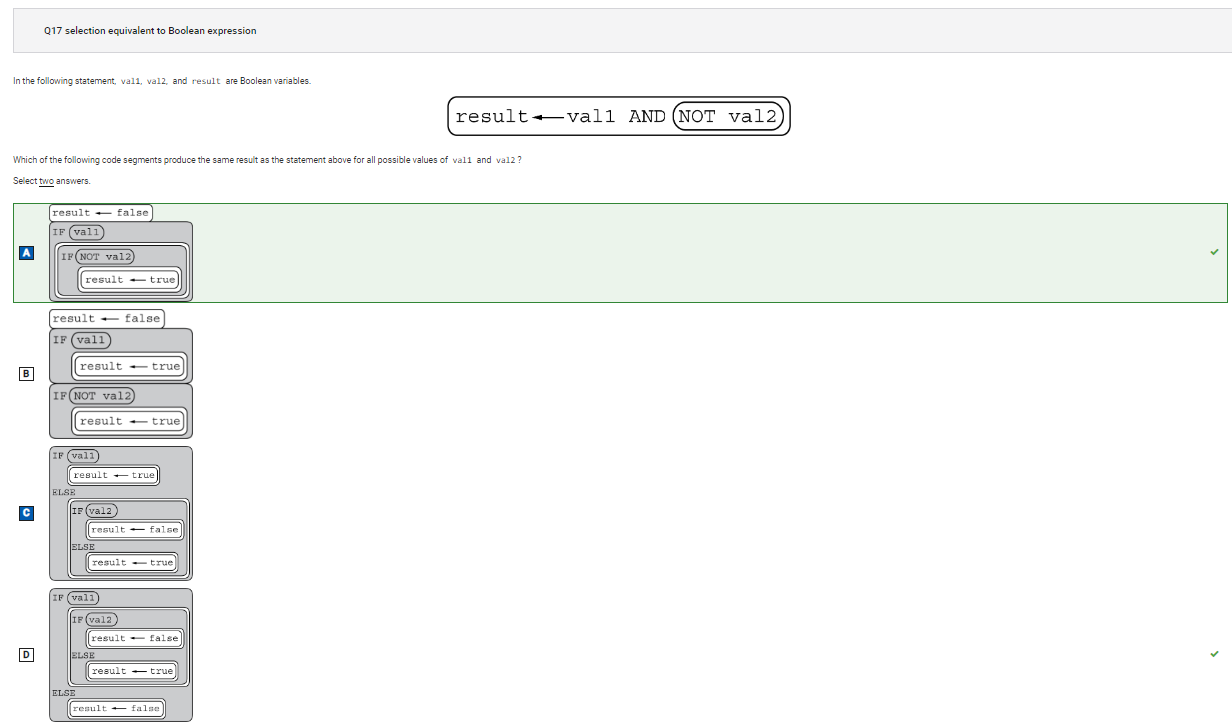 Q17 selection equivalent to Boolean expression
In the following statement, val1, val2, and result are Boolean variables.
result ← val1 AND NOT val2
Which of the following code segments produce the same result as the statement above for all possible values of val1 and val2 ?
Select two answers.
A
result ← false
IF val1
IF NOT val2
result ← true
B
result ← false
IF val1
result ← true
IF NOT val2
result ← true
C
IF val1
result ← true
ELSE
IF val2
result ← false
ELSE
result ← true
D
IF val1
IF val2
result ← false
ELSE
result ← true
ELSE
result ← false